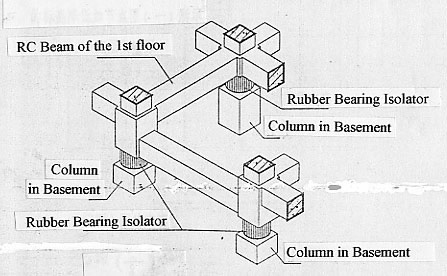 RC Beam of the 1st floor
Rubber Bearing Isolator
Column in Basement
Column
in Basement
Rubber Bearing Isolator
Column in Basement